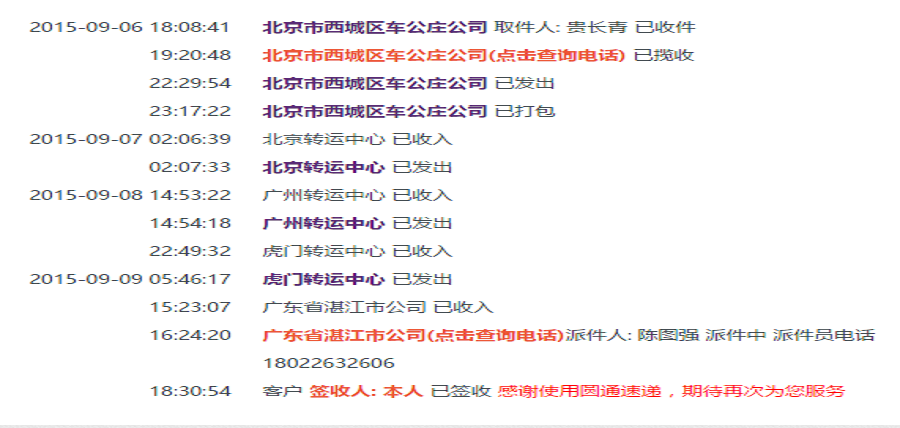 2015-09-06 18:08:41 北京市西城区车公庄公司 取件人: 贵长青 已收件
19:20:48 北京市西城区车公庄公司(点击查询电话) 已揽收
22:29:54 北京市西城区车公庄公司 已发出
23:17:22 北京市西城区车公庄公司 已打包
2015-09-07 02:06:39 北京转运中心 已收入
02:07:33 北京转运中心 已发出
2015-09-08 14:53:22 广州转运中心 已收入
14:54:18 广州转运中心 已发出
22:49:32 虎门转运中心 已收入
2015-09-09 05:46:17 虎门转运中心 已发出
15:23:07 广东省湛江市公司 已收入
16:24:20 广东省湛江市公司(点击查询电话)派件人: 陈图强 派件中 派件员电话
18022632606
18:30:54 客户 签收人: 本人 已签收 感谢使用圆通速递，期待再次为您服务